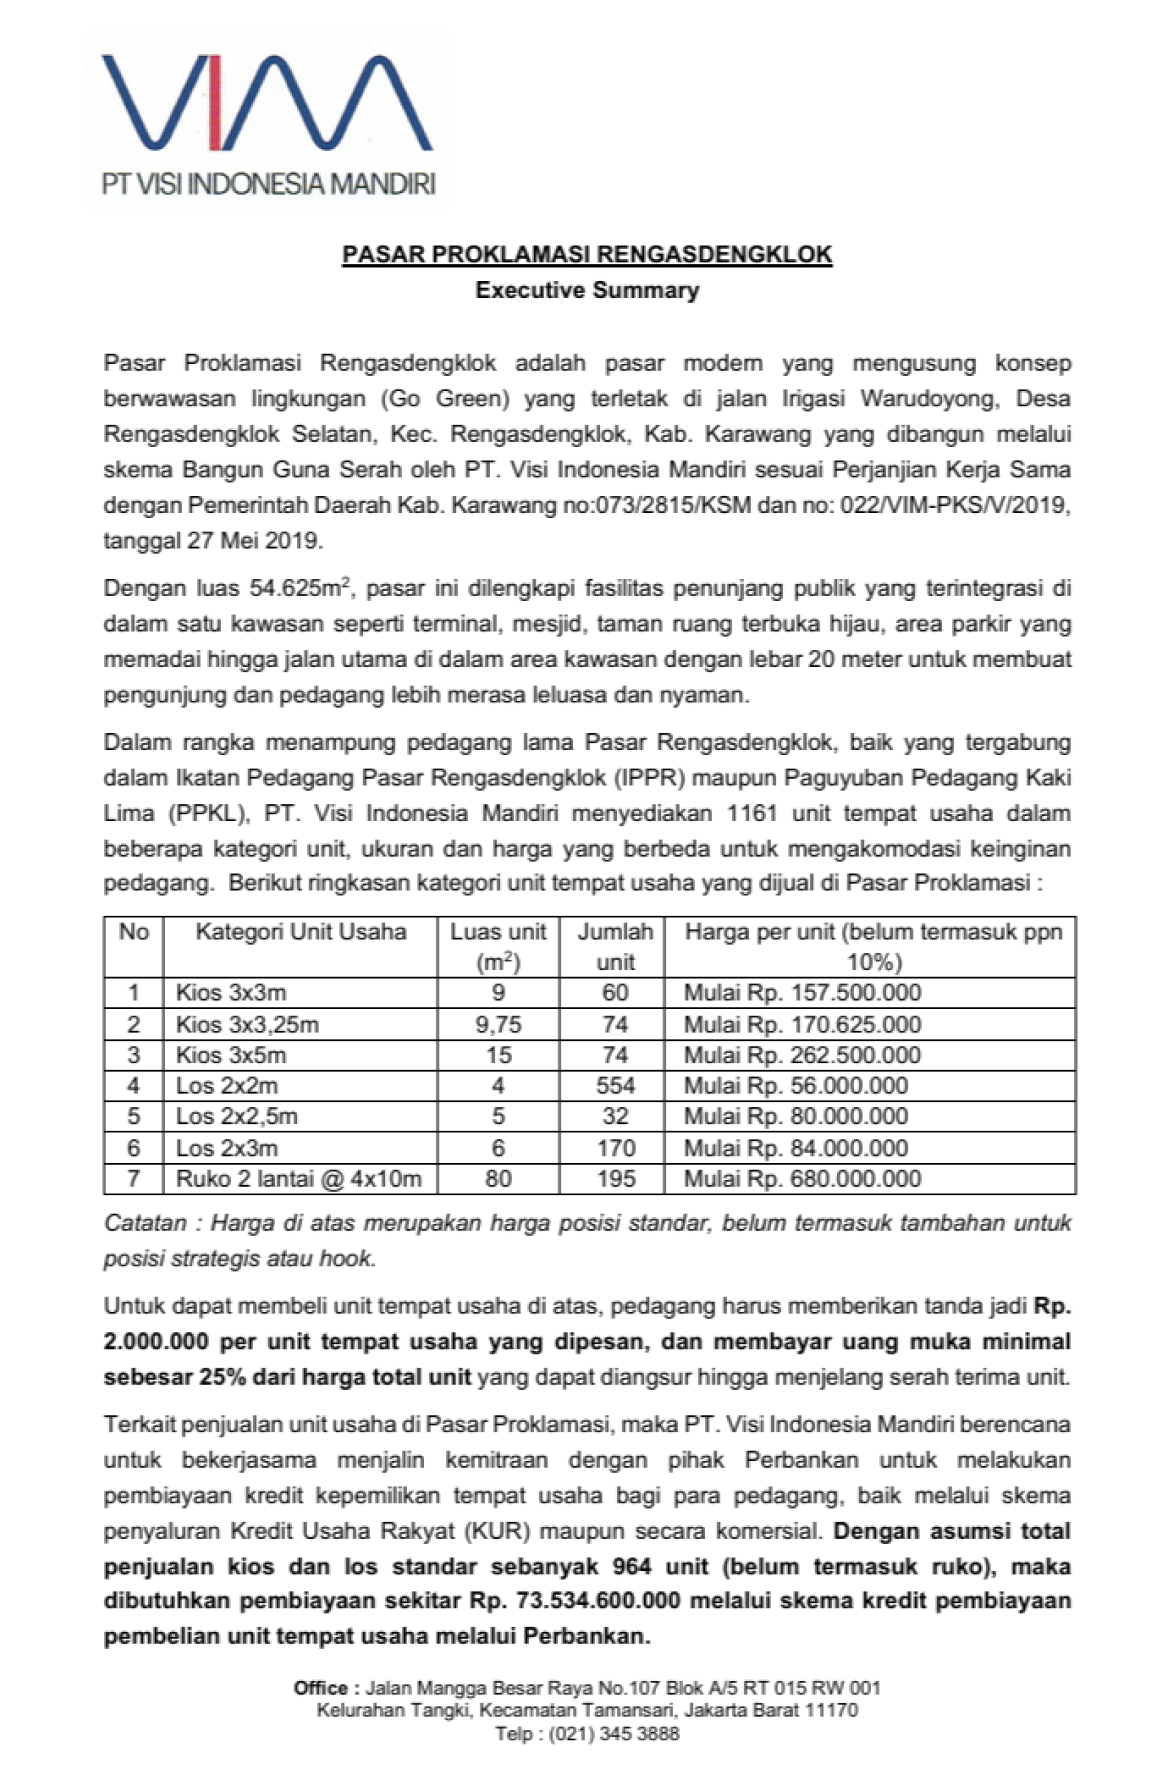 VIM
PT VISI INDONESIA MANDIRI
PASAR PROKLAMASI RENGASDENGKLOK
Executive Summary
Pasar Proklamasi Rengasdengklok adalah pasar modern yang mengusung konsep
berwawasan lingkungan (Go Green) yang terletak di jalan Irigasi Warudoyong, Desa
Rengasdengklok Selatan, Kec. Rengasdengklok, Kab. Karawang yang dibangun melalui
skema Bangun Guna Serah oleh PT. Visi Indonesia Mandiri sesuai Perjanjian Kerja Sama
dengan Pemerintah Daerah Kab. Karawang no:073/2815/KSM dan no: 022/VIM-PKS/V/2019,
tanggal 27 Mei 2019.
Dengan luas 54.625m², pasar ini dilengkapi fasilitas penunjang publik yang terintegrasi di
dalam satu kawasan seperti terminal, mesjid, taman ruang terbuka hijau, area parkir yang
memadai hingga jalan utama di dalam area kawasan dengan lebar 20 meter untuk membuat
pengunjung dan pedagang lebih merasa leluasa dan nyaman.
Dalam rangka menampung pedagang lama Pasar Rengasdengklok, baik yang tergabung
dalam Ikatan Pedagang Pasar Rengasdengklok (IPPR) maupun Paguyuban Pedagang Kaki
Lima (PPKL), PT. Visi Indonesia Mandiri menyediakan 1161 unit tempat usaha dalam
beberapa kategori unit, ukuran dan harga yang berbeda untuk mengakomodasi keinginan
pedagang. Berikut ringkasan kategori unit tempat usaha yang dijual di Pasar Proklamasi :
No Kategori Unit Usaha Luas unit (m²) Jumlah unit Harga per unit (belum termasuk ppn 10%)
1 Kios 3x3m 9 60 Mulai Rp. 157.500.000
2 Kios 3x3,25m 9,75 74 Mulai Rp. 170.625.000
3 Kios 3x5m 15 74 Mulai Rp. 262.500.000
4 Los 2x2m 4 554 Mulai Rp. 56.000.000
5 Los 2x2,5m 5 32 Mulai Rp. 80.000.000
6 Los 2x3m 6 170 Mulai Rp. 84.000.000
7 Ruko 2 lantai @ 4x10m 80 195 Mulai Rp. 680.000.000
Catatan : Harga di atas merupakan harga posisi standar, belum termasuk tambahan untuk
posisi strategis atau hook.
Untuk dapat membeli unit tempat usaha di atas, pedagang harus memberikan tanda jadi Rp.
2.000.000 per unit tempat usaha yang dipesan, dan membayar uang muka minimal
sebesar 25% dari harga total unit yang dapat diangsur hingga menjelang serah terima unit.
Terkait penjualan unit usaha di Pasar Proklamasi, maka PT. Visi Indonesia Mandiri berencana
untuk bekerjasama menjalin kemitraan dengan pihak Perbankan untuk melakukan
pembiayaan kredit kepemilikan tempat usaha bagi para pedagang, baik melalui skema
penyaluran Kredit Usaha Rakyat (KUR) maupun secara komersial. Dengan asumsi total
penjualan kios dan los standar sebanyak 964 unit (belum termasuk ruko), maka
dibutuhkan pembiayaan sekitar Rp. 73.534.600.000 melalui skema kredit pembiayaan
pembelian unit tempat usaha melalui Perbankan.
Office : Jalan Mangga Besar Raya No.107 Blok A/5 RT 015 RW 001
Kelurahan Tangki, Kecamatan Tamansari, Jakarta Barat 11170
Telp : (021) 345 3888